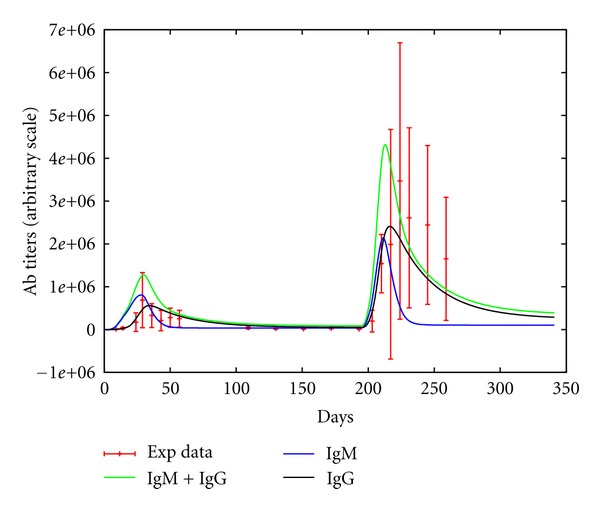 7e+06
6e+06
5e+06
4e+06
3e+06
2e+06
1e+06
0
−1e+06
Ab titers (arbitrary scale)
0 50 100 150 200 250 300 350
Days
Exp data IgM
IgM + IgG IgG